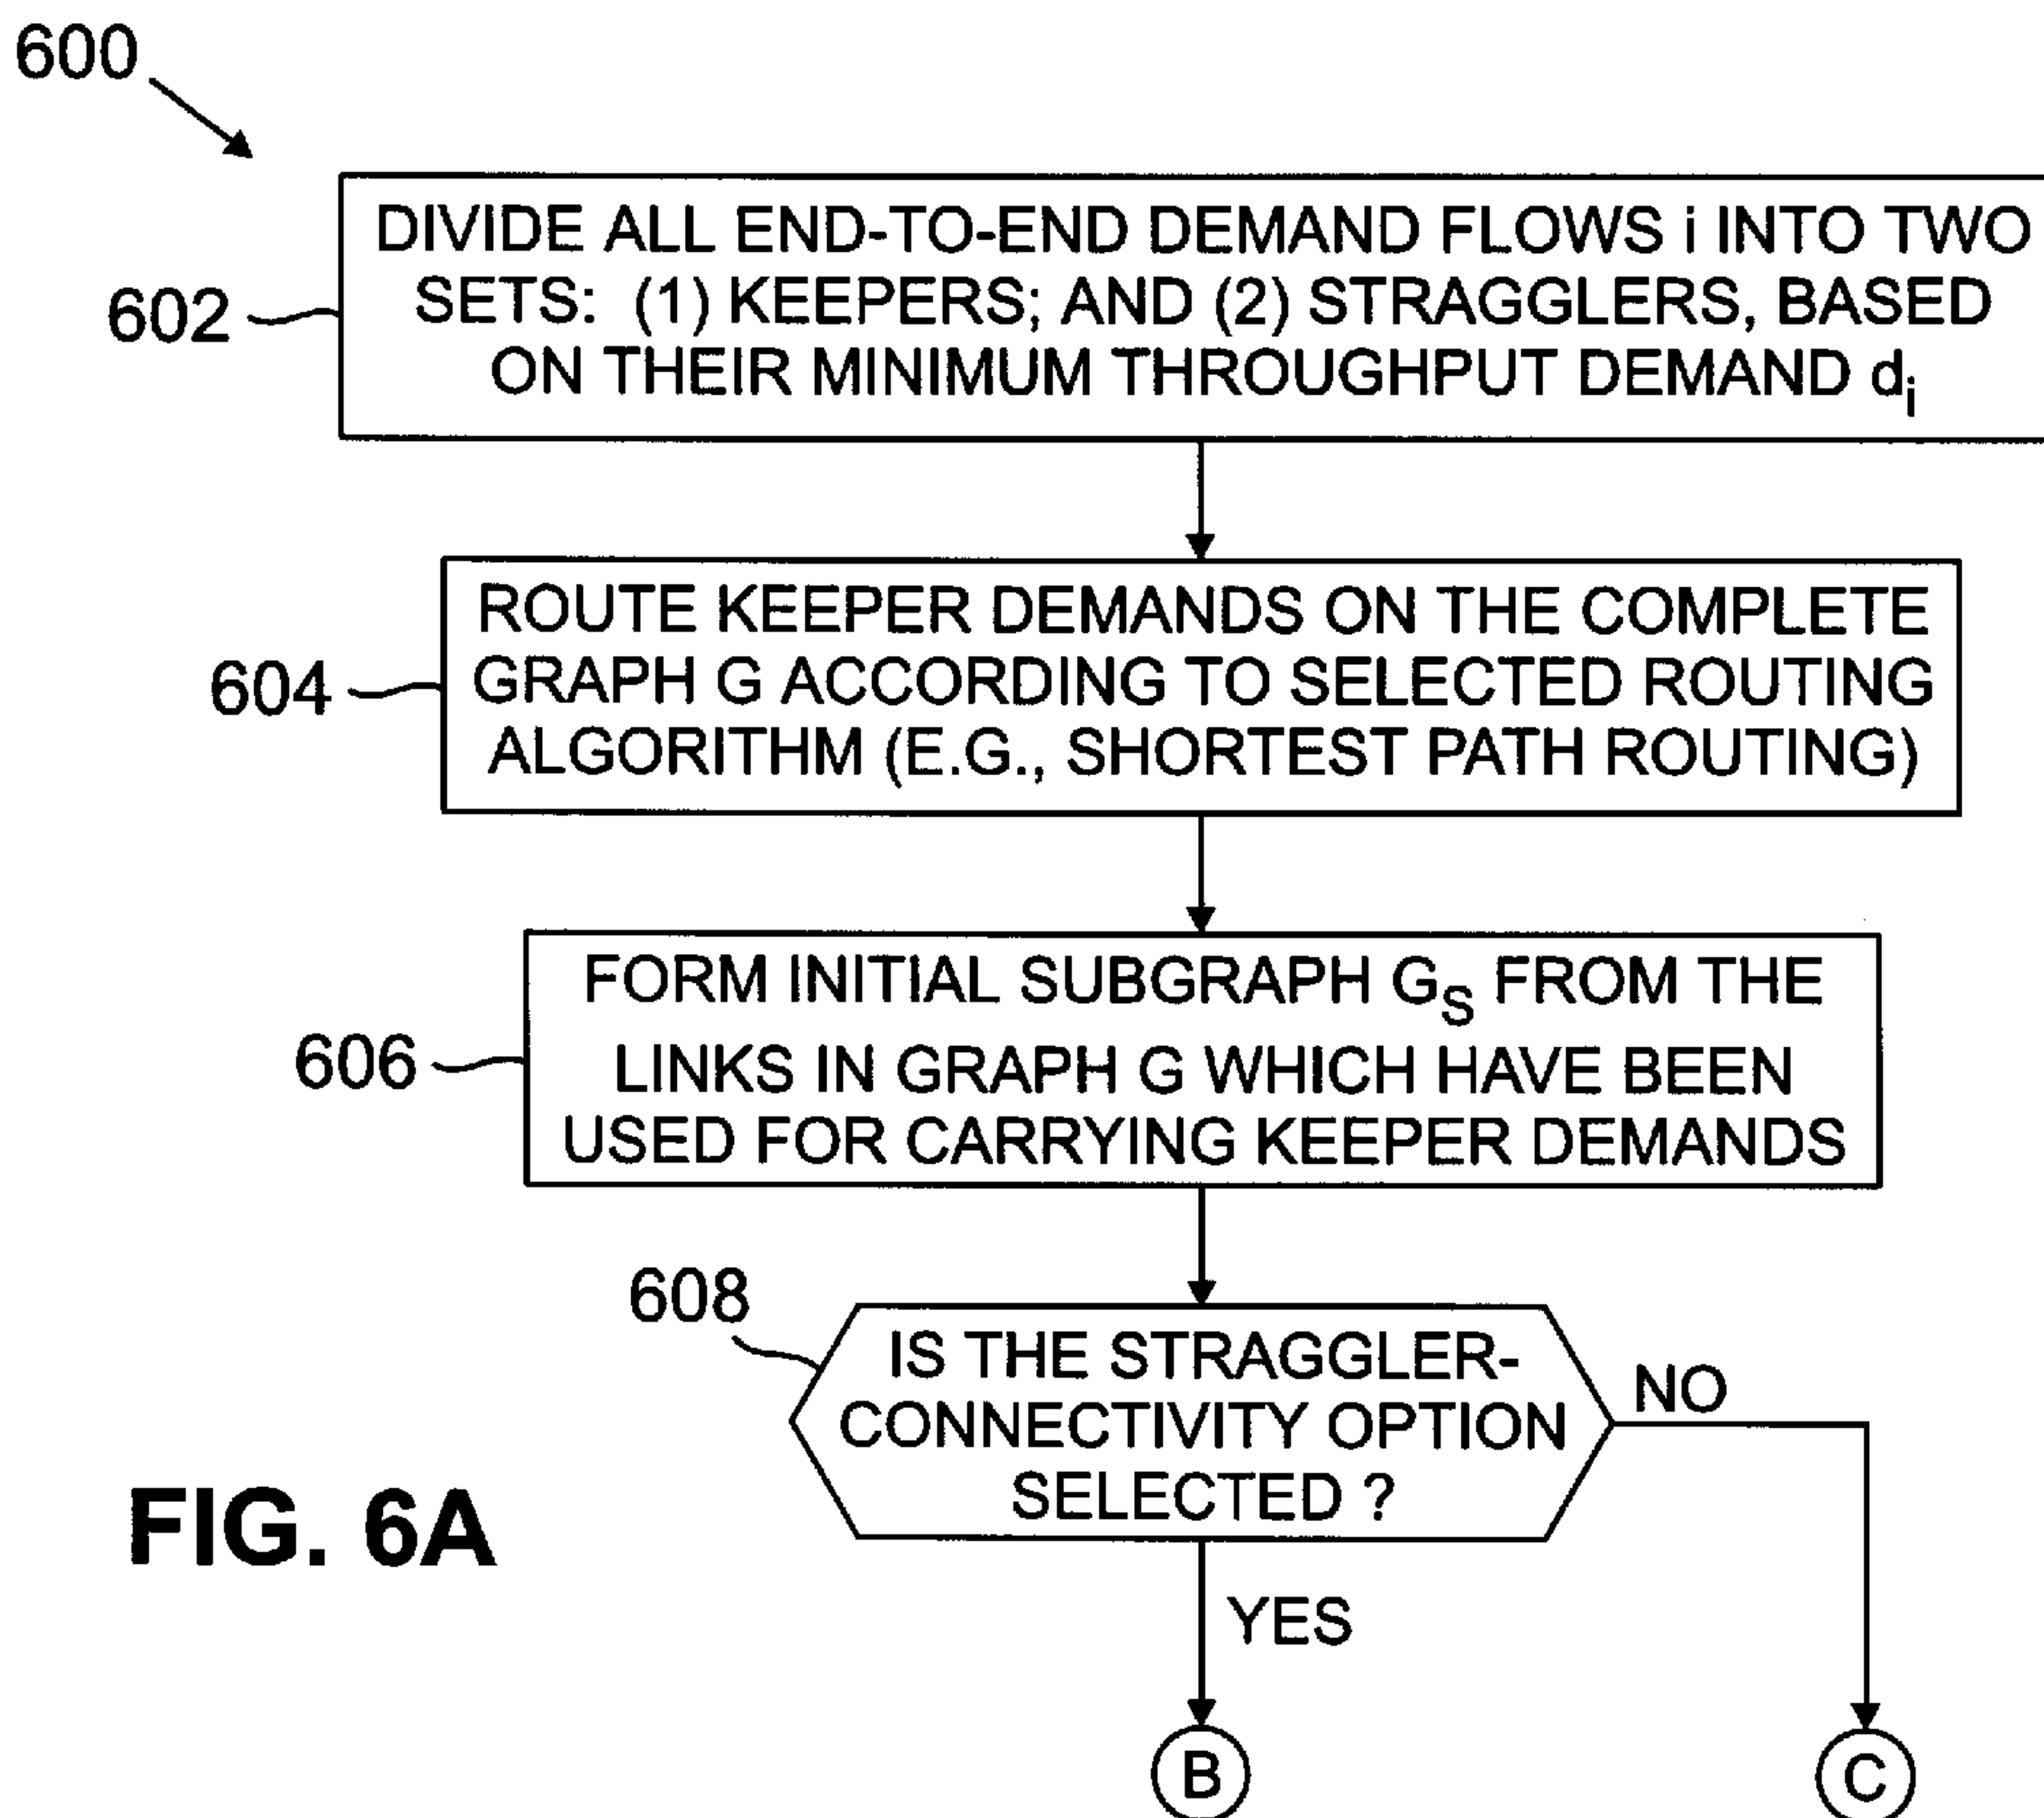 600
602
DIVIDE ALL END-TO-END DEMAND FLOWS i INTO TWO
SETS: (1) KEEPERS; AND (2) STRAGGLERS, BASED
ON THEIR MINIMUM THROUGHPUT DEMAND di
604
ROUTE KEEPER DEMANDS ON THE COMPLETE
GRAPH G ACCORDING TO SELECTED ROUTING
ALGORITHM (E.G., SHORTEST PATH ROUTING)
606
FORM INITIAL SUBGRAPH GS FROM THE
LINKS IN GRAPH G WHICH HAVE BEEN
USED FOR CARRYING KEEPER DEMANDS
608
IS THE STRAGGLER-
CONNECTIVITY OPTION
SELECTED ?
NO
YES
B
C
FIG. 6A